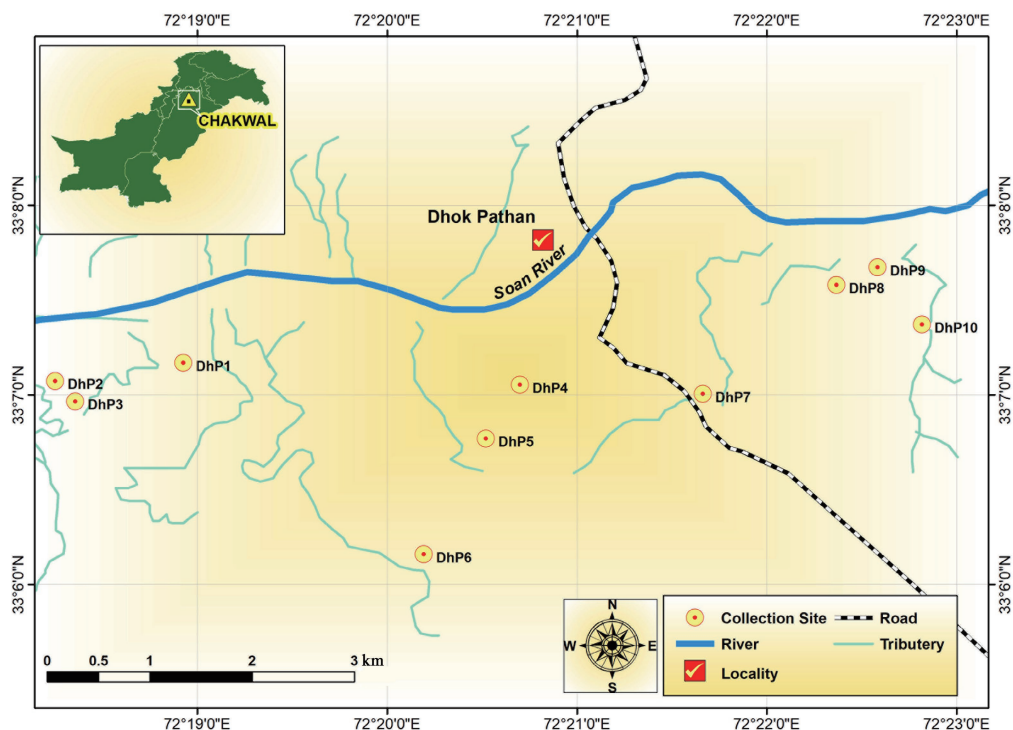 72°19'0"E 72°20'0"E 72°21'0"E 72°22'0"E 72°23'0"E
CHAKWAL
33°8'0"N 33°8'0"N
Dhok Pathan
Soan River
DhP9
DhP8
DhP10
DhP1
DhP2
DhP3
DhP4
DhP7
33°7'0"N 33°7'0"N
DhP5
DhP6
33°6'0"N 33°6'0"N
N
W E
S
Collection Site Road
River Tributery
Locality
0 0.5 1 2 3 km
72°19'0"E 72°20'0"E 72°21'0"E 72°22'0"E 72°23'0"E